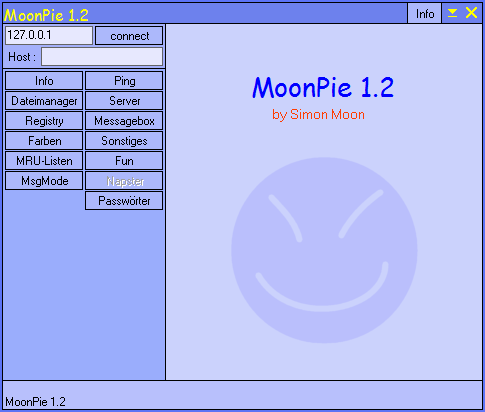 MoonPie 1.2
Info
127.0.0.1
connect
Host :
Info
Ping
Dateimanager
Server
Registry
Messagebox
Farben
Sonstiges
MRU-Listen
Fun
MsgMode
Napster
Passwörter
MoonPie 1.2
by Simon Moon
MoonPie 1.2